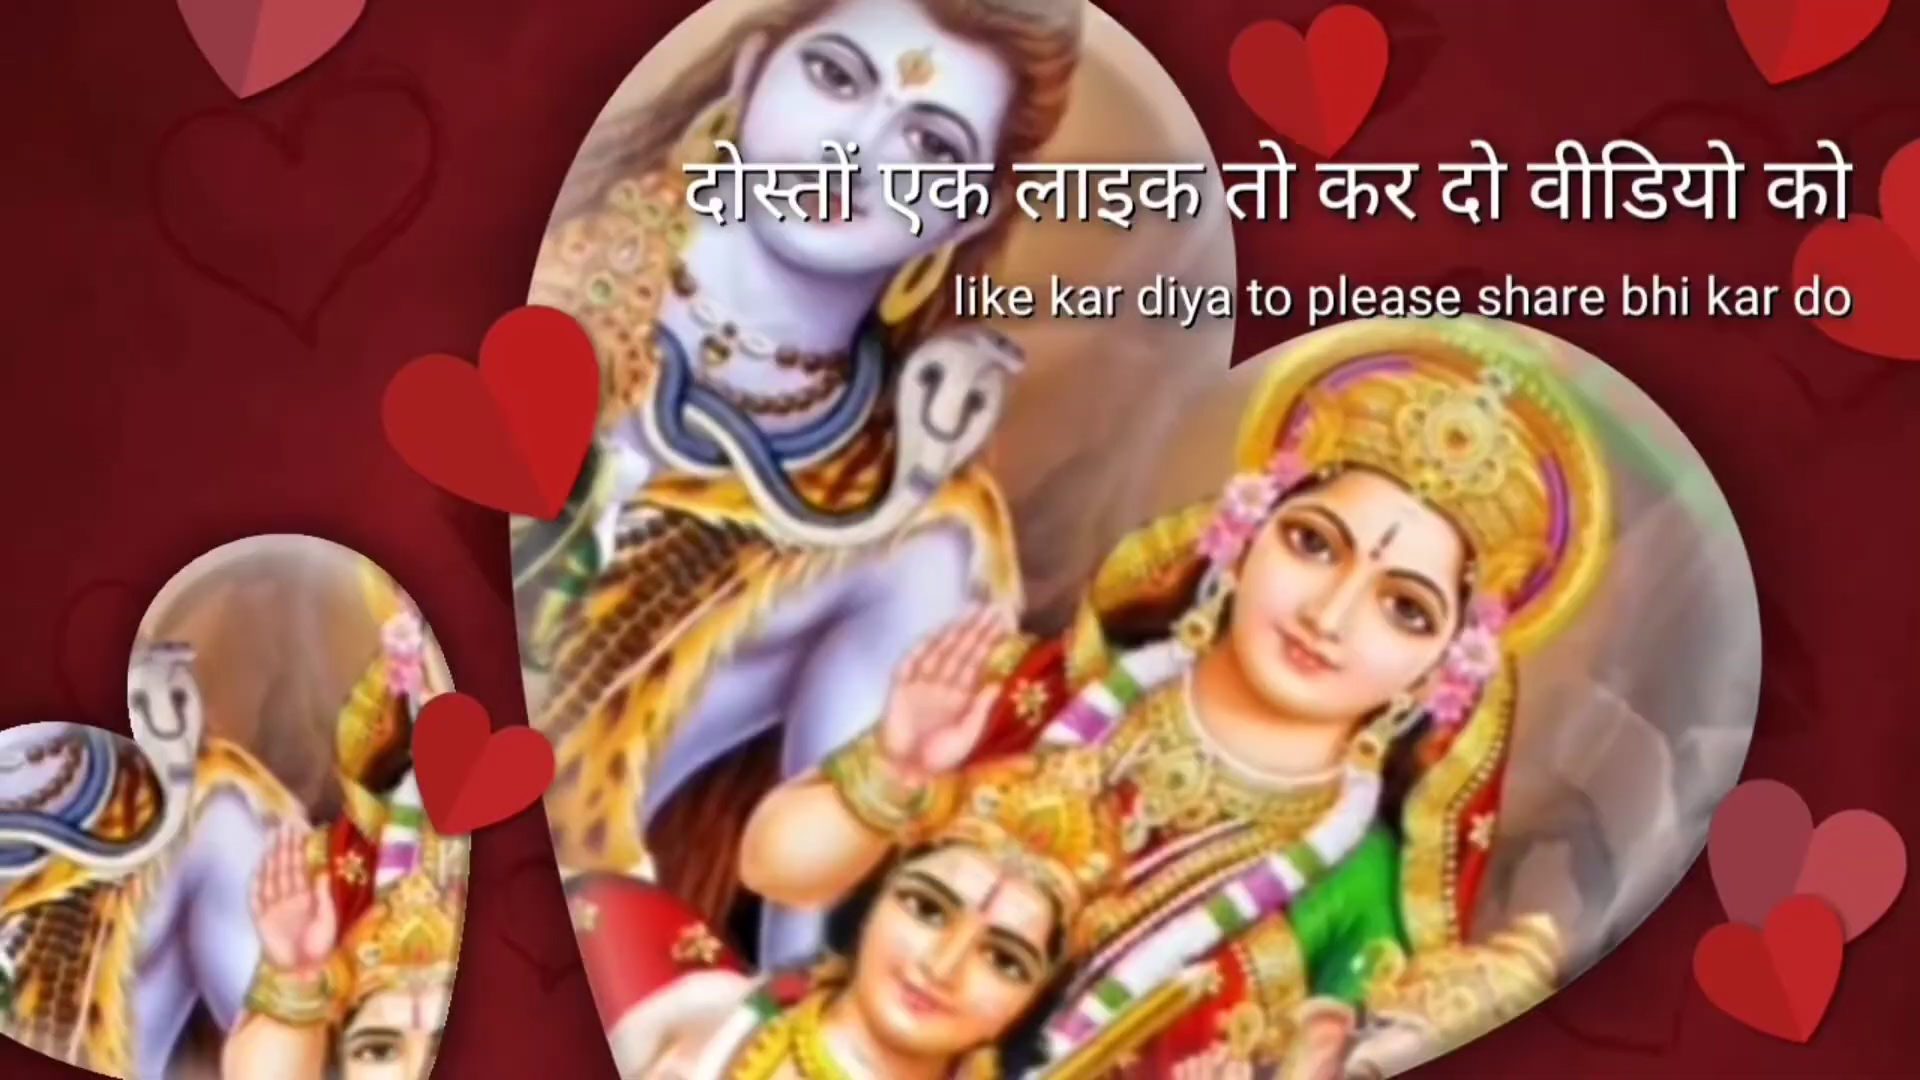 दोस्तों एक लाइक तो कर दो वीडियो को
like kar diya to please share bhi kar do